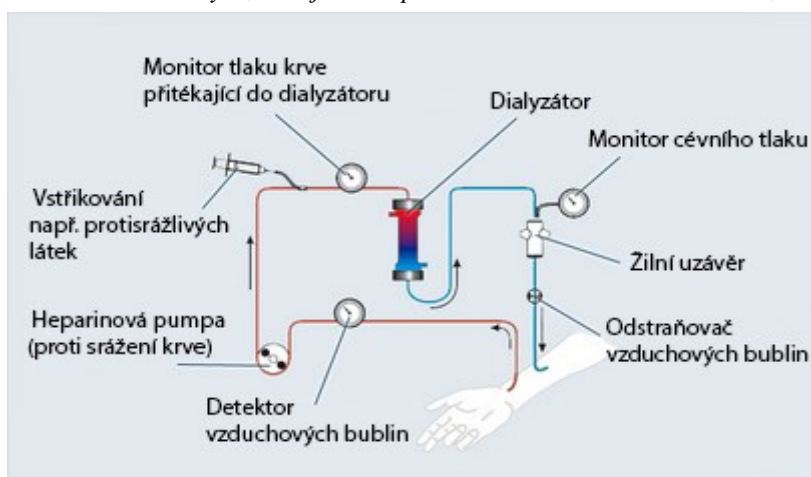 Monitor tlaku krve
přitékající do dialyzátoru
Dialyzátor
Monitor cévního tlaku
Vstřikování
např. protisrážlivých
látek
Žilní uzávěr
Heparinová pumpa
(proti srážení krve)
Odstraňovač
vzduchových bublin
Detektor
vzduchových bublin